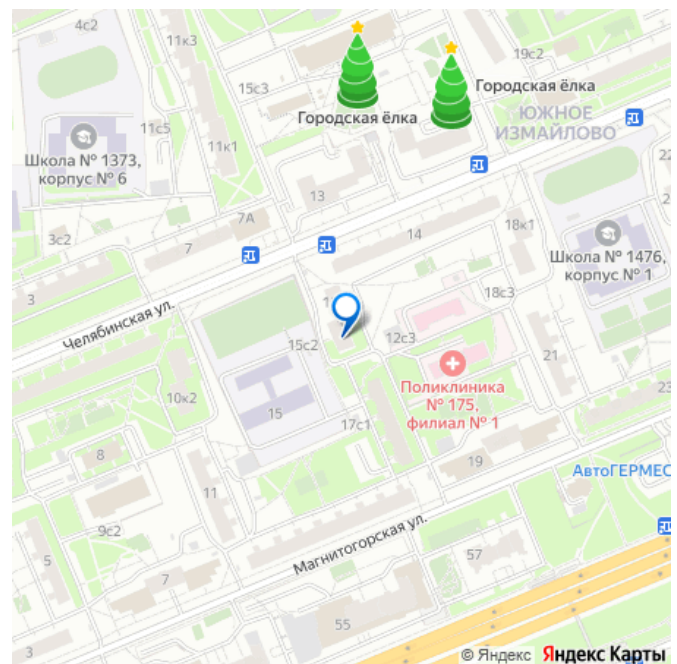 4с2
11к3
19с2
15с3
Городская ёлка
Городская ёлка
ЮЖНОЕ
ИЗМАЙЛОВО
11с5
Школа № 1373,
корпус № 6
11к1
22
13
7А
18к1
3с2
7
14
Школа № 1476,
корпус № 1
3
18с3
Челябинская ул.
15с2
12с3
21
Поликлиника
№ 175,
филиал № 1
10к2
15
23
17с1
8
19
АвтоГЕРМЕС
11
9с2
Магнитогорская ул.
5
57
7
55
3
© Яндекс Яндекс Карты